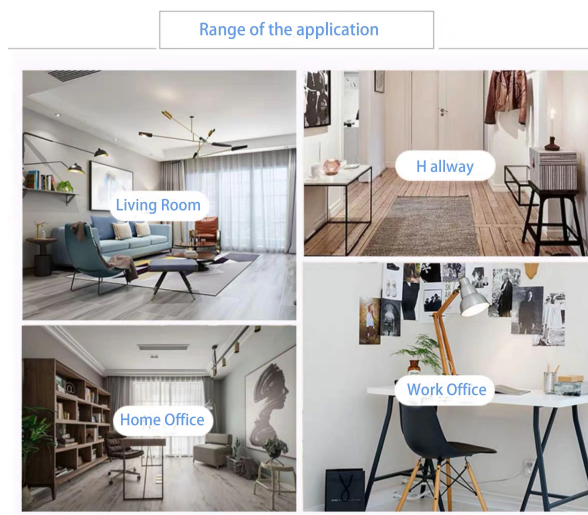 Range of the application
Living Room
H allway
Home Office
Work Office